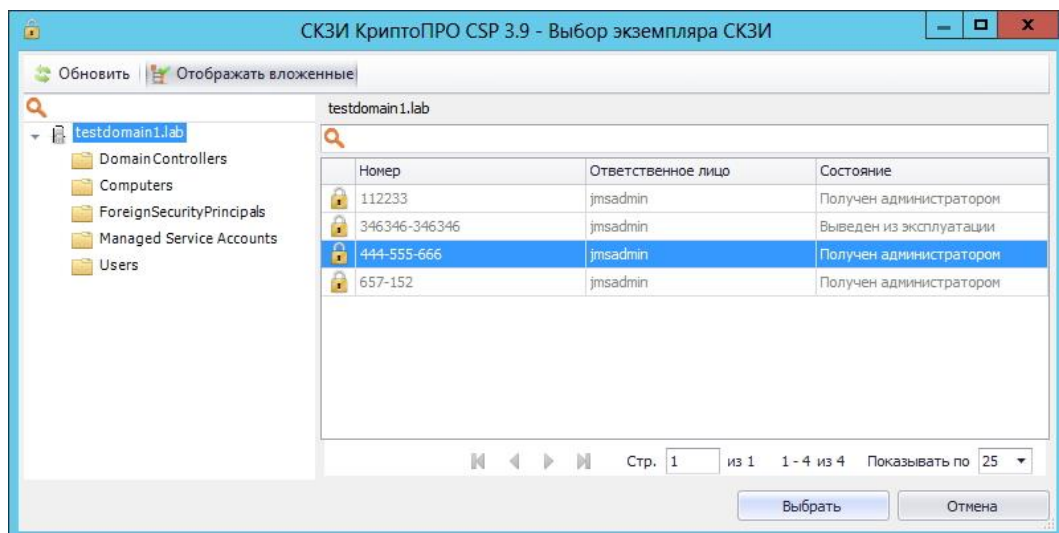 СКЗИ КриптоПРО CSP 3.9 - Выбор экземпляра СКЗИ
Обновить Отображать вложенные
testdomain1.lab
Domain Controllers
Computers
ForeignSecurityPrincipals
Managed Service Accounts
Users
testdomain1.lab
Номер Ответственное лицо Состояние
112233 jmsadmin Получен администратором
346346-346346 jmsadmin Выведен из эксплуатации
444-555-666 jmsadmin Получен администратором
657-152 jmsadmin Получен администратором
Стр. 1 из 1 1 - 4 из 4 Показывать по 25
Выбрать Отмена